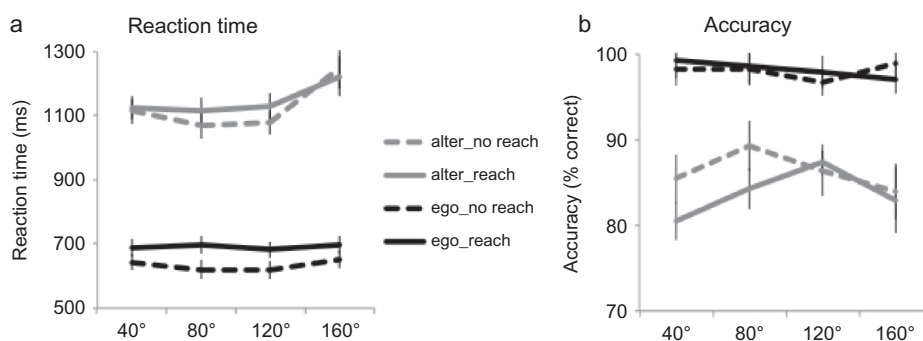 a Reaction time
Reaction time (ms)
1300
1100
900
700
500
40° 80° 120° 160°
alter_no reach
alter_reach
ego_no reach
ego_reach
b Accuracy
Accuracy (% correct)
100
90
80
70
40° 80° 120° 160°